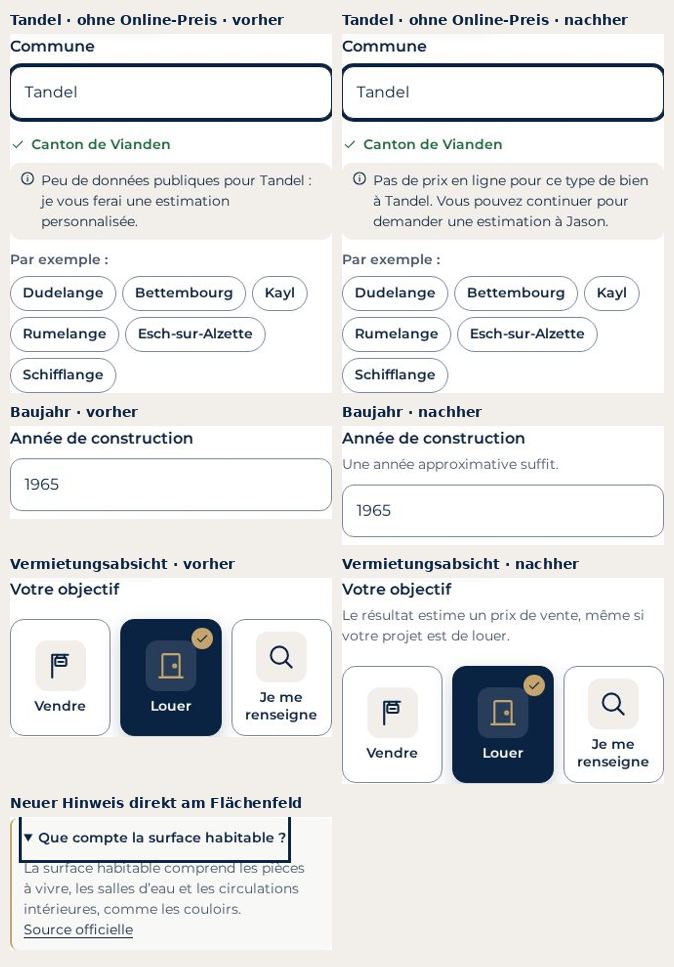 Tandel · ohne Online-Preis · vorher
Commune
Tandel
Canton de Vianden
Peu de données publiques pour Tandel :
je vous ferai une estimation
personnalisée.
Par exemple :
Dudelange
Bettembourg
Kayl
Rumelange
Esch-sur-Alzette
Schifflange
Tandel · ohne Online-Preis · nachher
Commune
Tandel
Canton de Vianden
Pas de prix en ligne pour ce type de bien
à Tandel. Vous pouvez continuer pour
demander une estimation à Jason.
Par exemple :
Dudelange
Bettembourg
Kayl
Rumelange
Esch-sur-Alzette
Schifflange
Baujahr · vorher
Année de construction
1965
Baujahr · nachher
Année de construction
Une année approximative suffit.
1965
Vermietungsabsicht · vorher
Votre objectif
Vendre
Louer
Je me
renseigne
Vermietungsabsicht · nachher
Votre objectif
Le résultat estime un prix de vente, même si
votre projet est de louer.
Vendre
Louer
Je me
renseigne
Neuer Hinweis direkt am Flächenfeld
Que compte la surface habitable ?
La surface habitable comprend les pièces
à vivre, les salles d’eau et les circulations
intérieures, comme les couloirs.
Source officielle